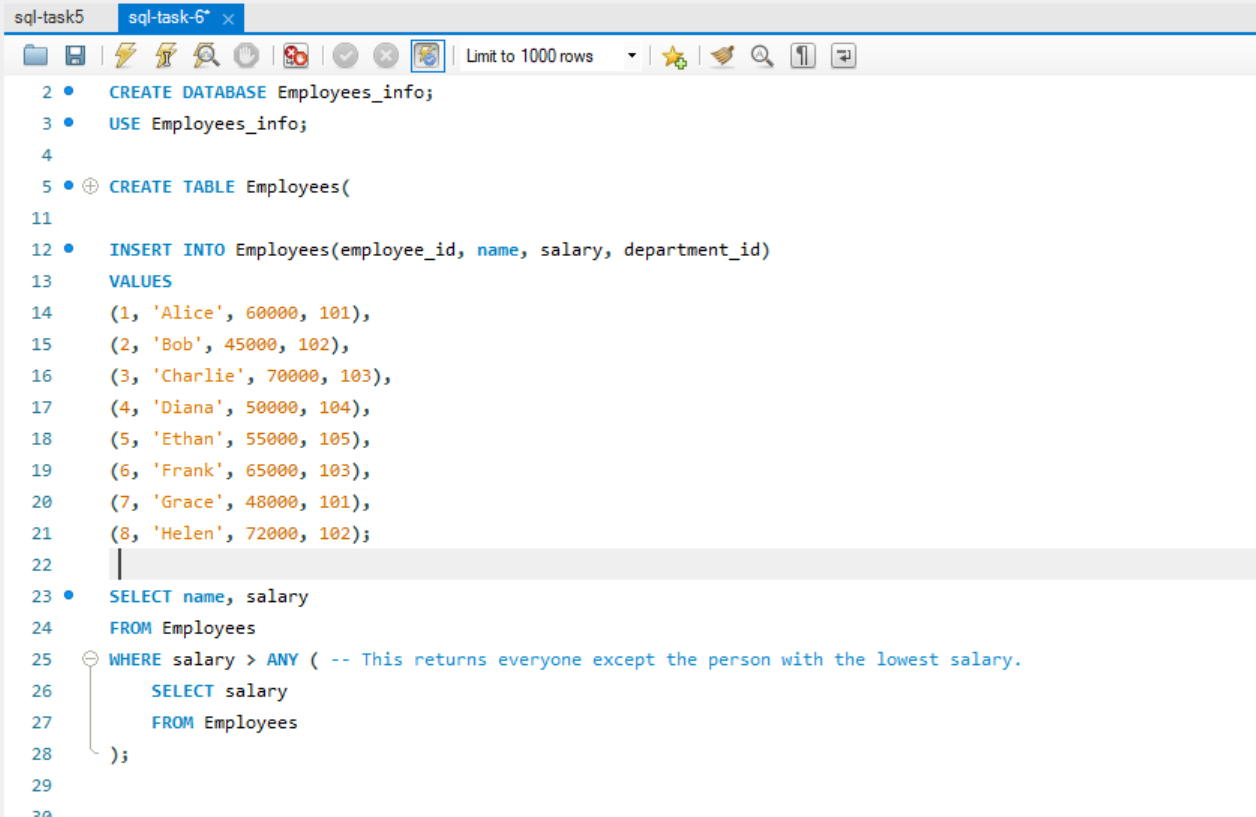 sql-task5 sql-task-6* ×
Limit to 1000 rows
2 CREATE DATABASE Employees_info;
3 USE Employees_info;
4
5 CREATE TABLE Employees(
11
12 INSERT INTO Employees(employee_id, name, salary, department_id)
13 VALUES
14 (1, 'Alice', 60000, 101),
15 (2, 'Bob', 45000, 102),
16 (3, 'Charlie', 70000, 103),
17 (4, 'Diana', 50000, 104),
18 (5, 'Ethan', 55000, 105),
19 (6, 'Frank', 65000, 103),
20 (7, 'Grace', 48000, 101),
21 (8, 'Helen', 72000, 102);
22
23 SELECT name, salary
24 FROM Employees
25 WHERE salary > ANY ( -- This returns everyone except the person with the lowest salary.
26 SELECT salary
27 FROM Employees
28 );
29
30